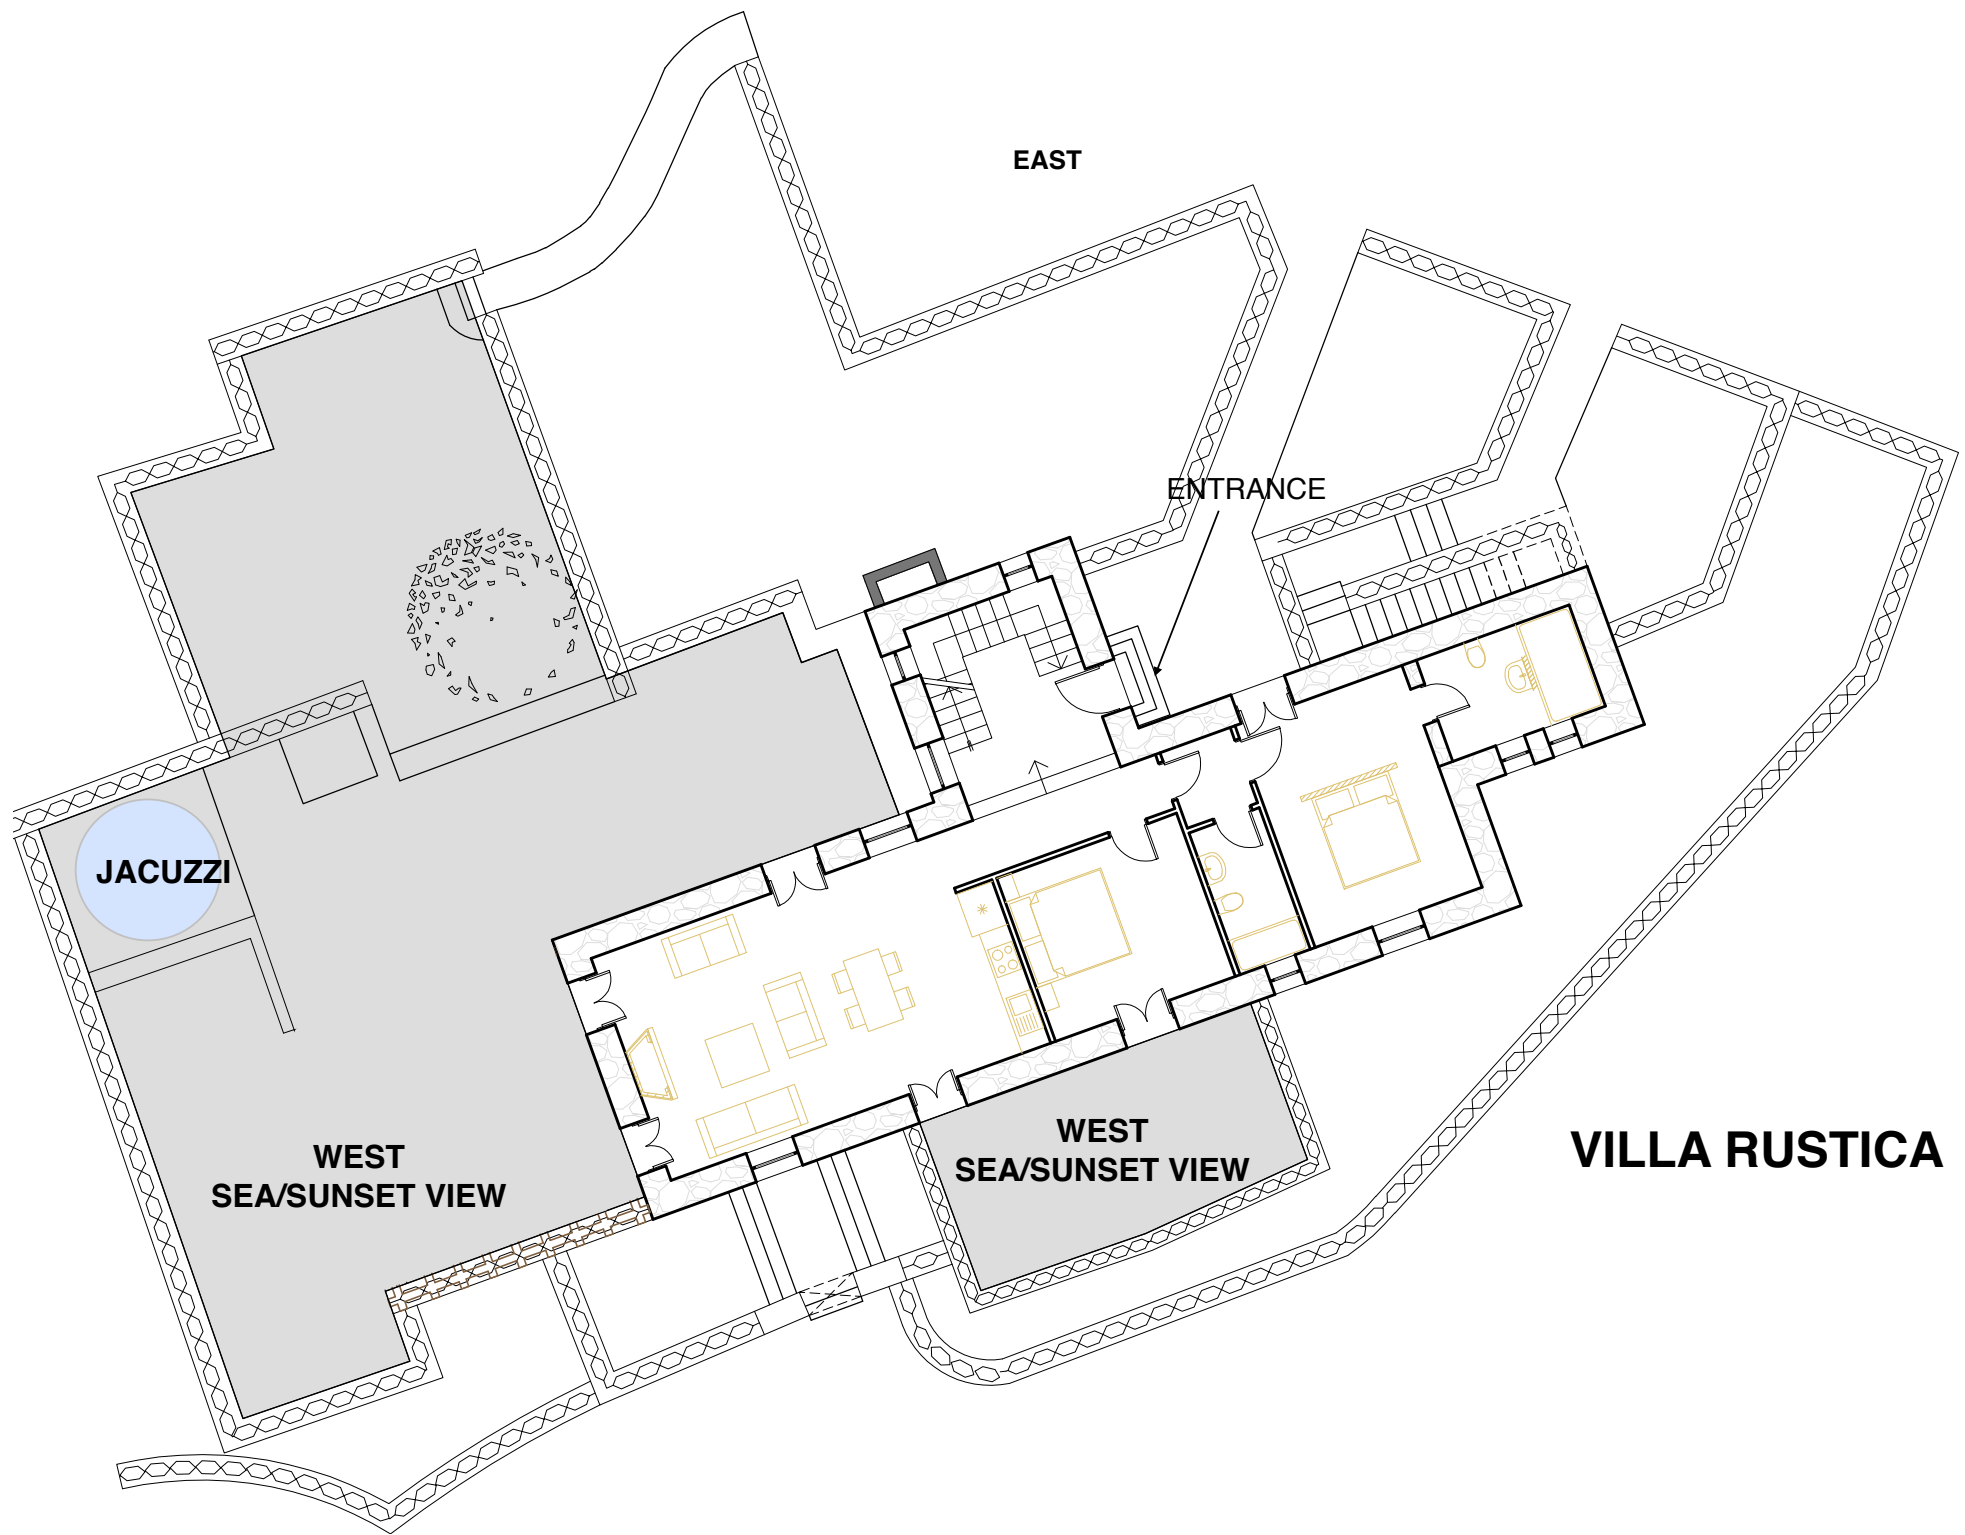 EAST
ENTRANCE
JACUZZI
WEST
SEA/SUNSET VIEW
WEST
SEA/SUNSET VIEW
VILLA RUSTICA